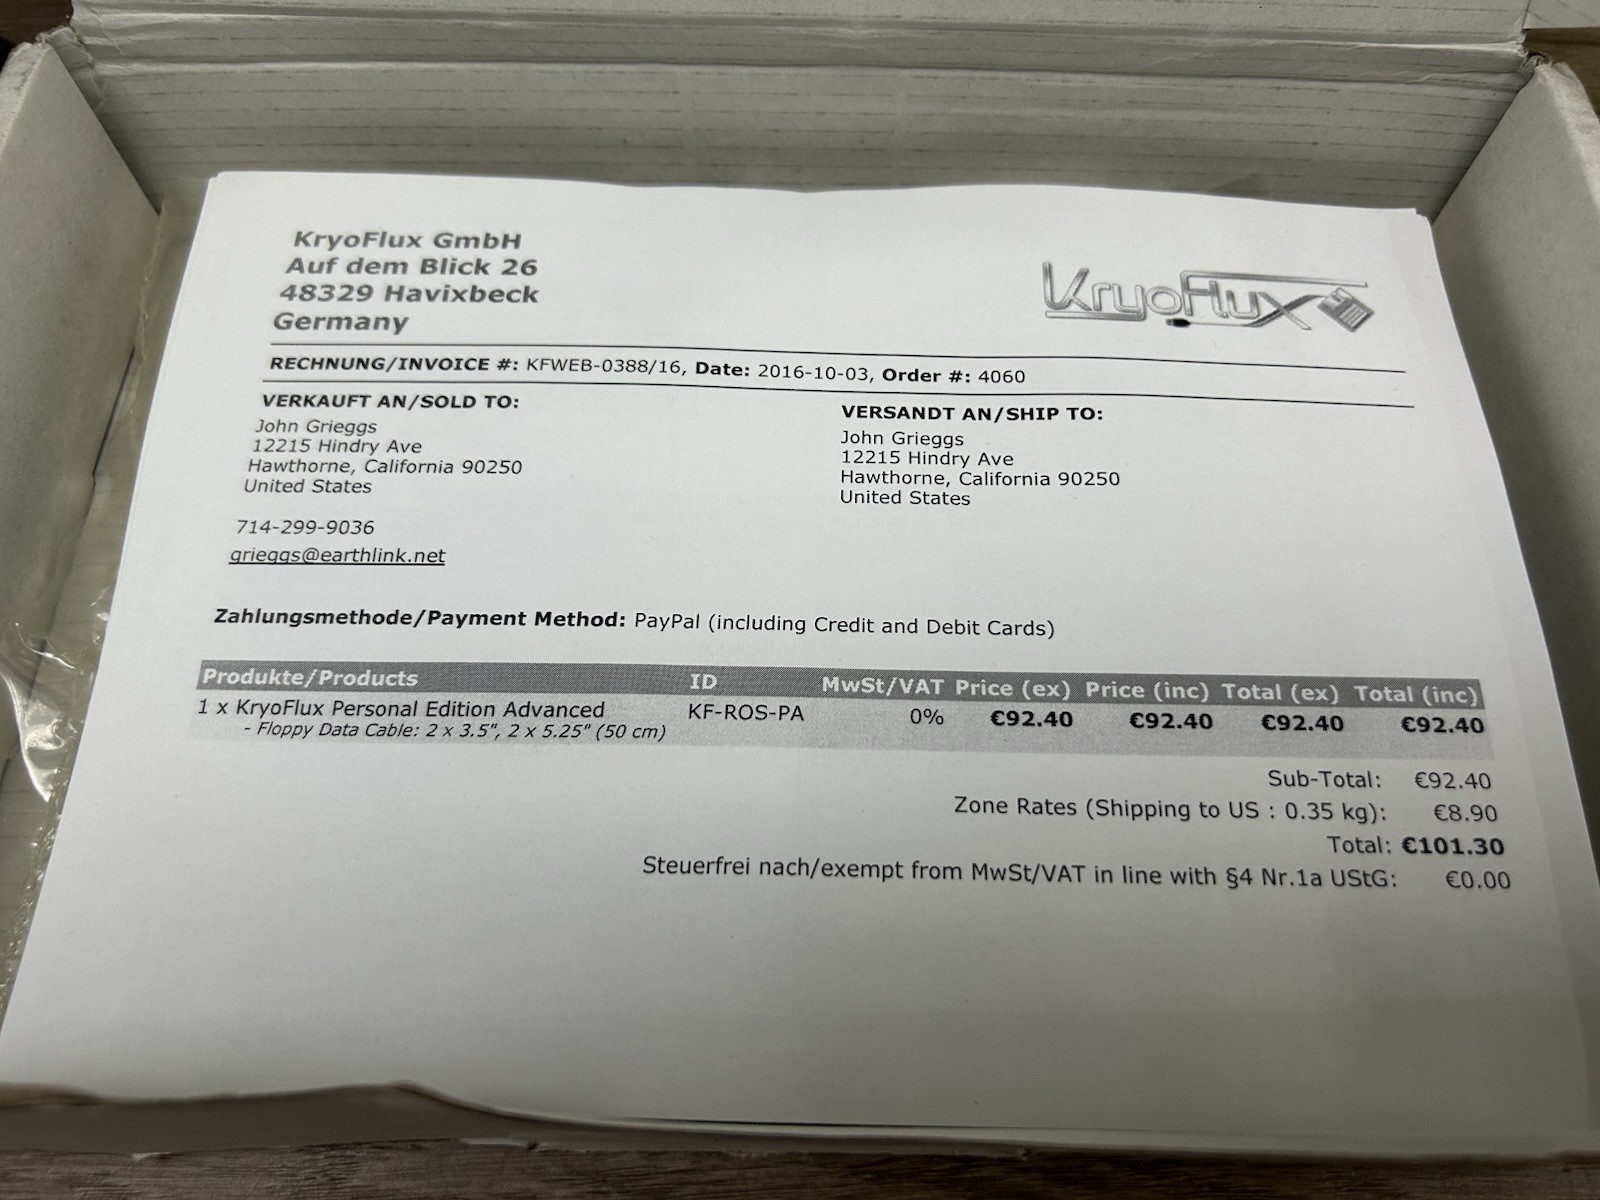 KryoFlux GmbH
Auf dem Blick 26
48329 Havixbeck
Germany
KryoFlux
RECHNUNG/INVOICE #: KFWEB-0388/16, Date: 2016-10-03, Order #: 4060
VERKAUFT AN/SOLD TO:
John Grieggs
12215 Hindry Ave
Hawthorne, California 90250
United States
714-299-9036
grieggs@earthlink.net
VERSANDT AN/SHIP TO:
John Grieggs
12215 Hindry Ave
Hawthorne, California 90250
United States
Zahlungsmethode/Payment Method: PayPal (including Credit and Debit Cards)
Produkte/Products ID MwSt/VAT Price (ex) Price (inc) Total (ex) Total (inc)
1 x KryoFlux Personal Edition Advanced KF-ROS-PA 0% €92.40 €92.40 €92.40 €92.40
- Floppy Data Cable: 2 x 3.5", 2 x 5.25" (50 cm)
Sub-Total: €92.40
Zone Rates (Shipping to US : 0.35 kg): €8.90
Total: €101.30
Steuerfrei nach/exempt from MwSt/VAT in line with §4 Nr.1a UStG: €0.00